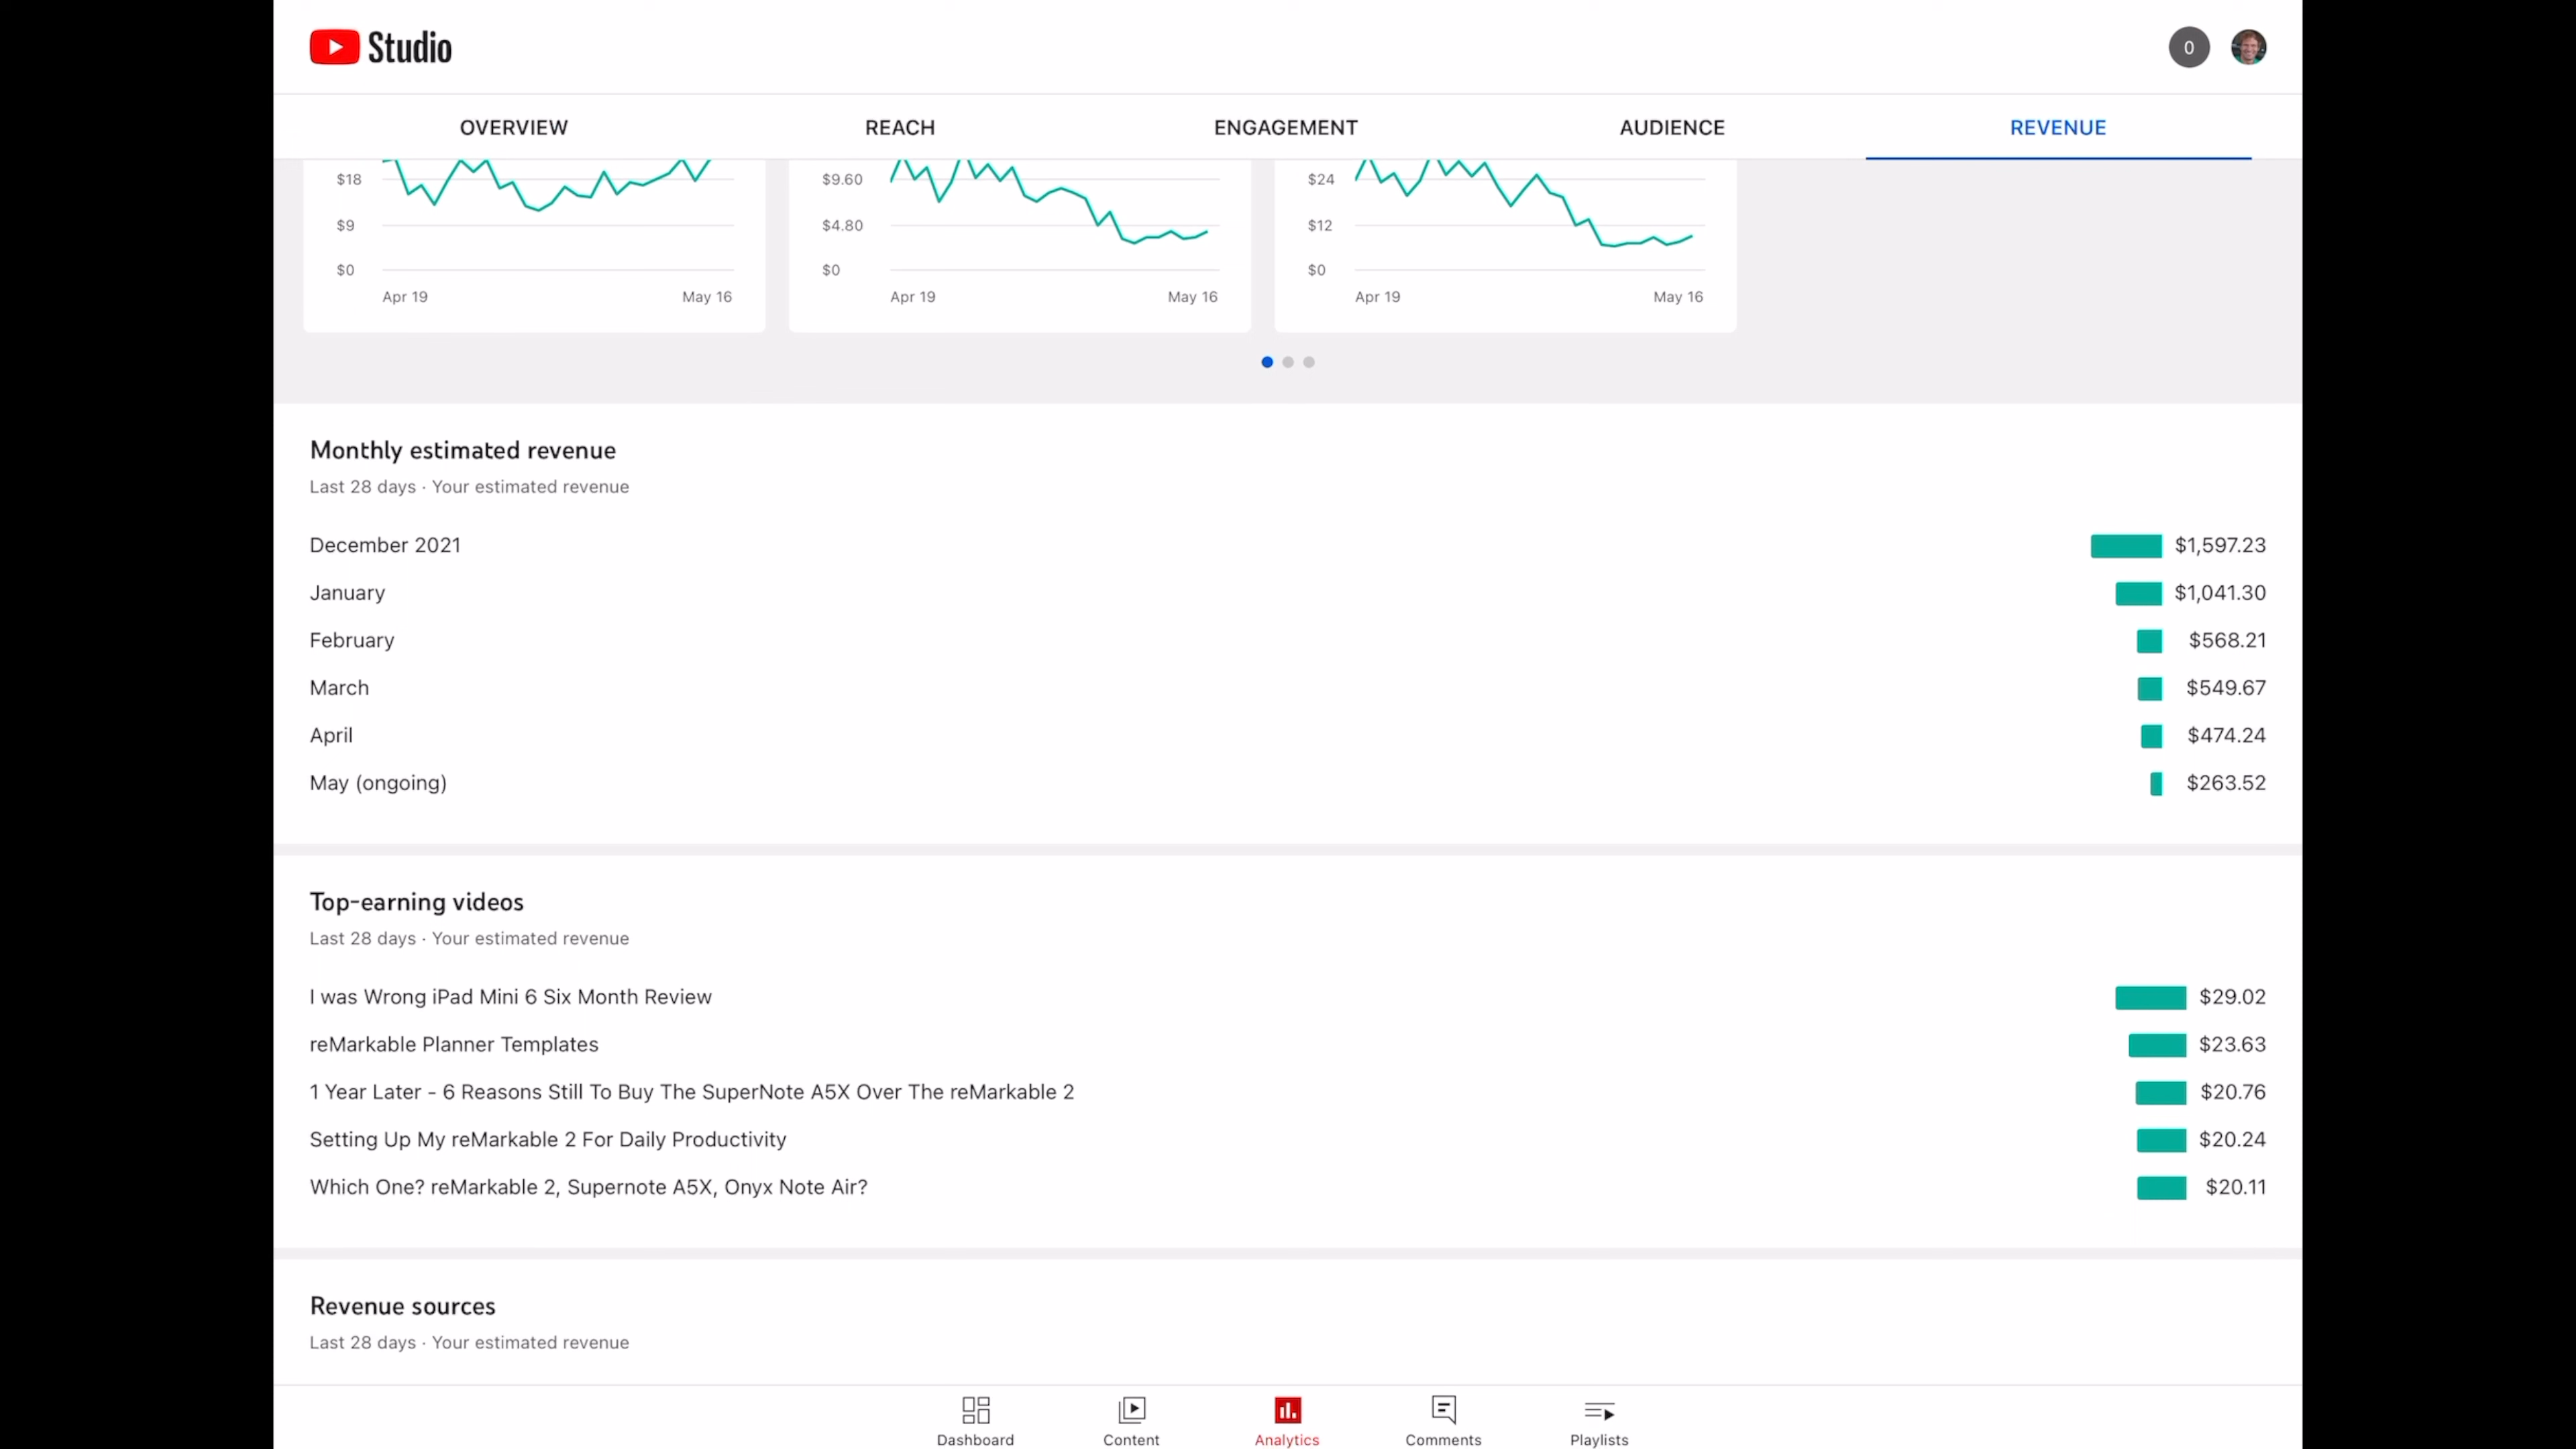 Studio
0
OVERVIEW REACH ENGAGEMENT AUDIENCE REVENUE
$18 $9.60 $24
$9 $4.80 $12
$0 $0 $0
Apr 19 May 16 Apr 19 May 16 Apr 19 May 16
Monthly estimated revenue
Last 28 days · Your estimated revenue
December 2021 $1,597.23
January $1,041.30
February $568.21
March $549.67
April $474.24
May (ongoing) $263.52
Top-earning videos
Last 28 days · Your estimated revenue
I was Wrong iPad Mini 6 Six Month Review $29.02
reMarkable Planner Templates $23.63
1 Year Later - 6 Reasons Still To Buy The SuperNote A5X Over The reMarkable 2 $20.76
Setting Up My reMarkable 2 For Daily Productivity $20.24
Which One? reMarkable 2, Supernote A5X, Onyx Note Air? $20.11
Revenue sources
Last 28 days · Your estimated revenue
Dashboard Content Analytics Comments Playlists